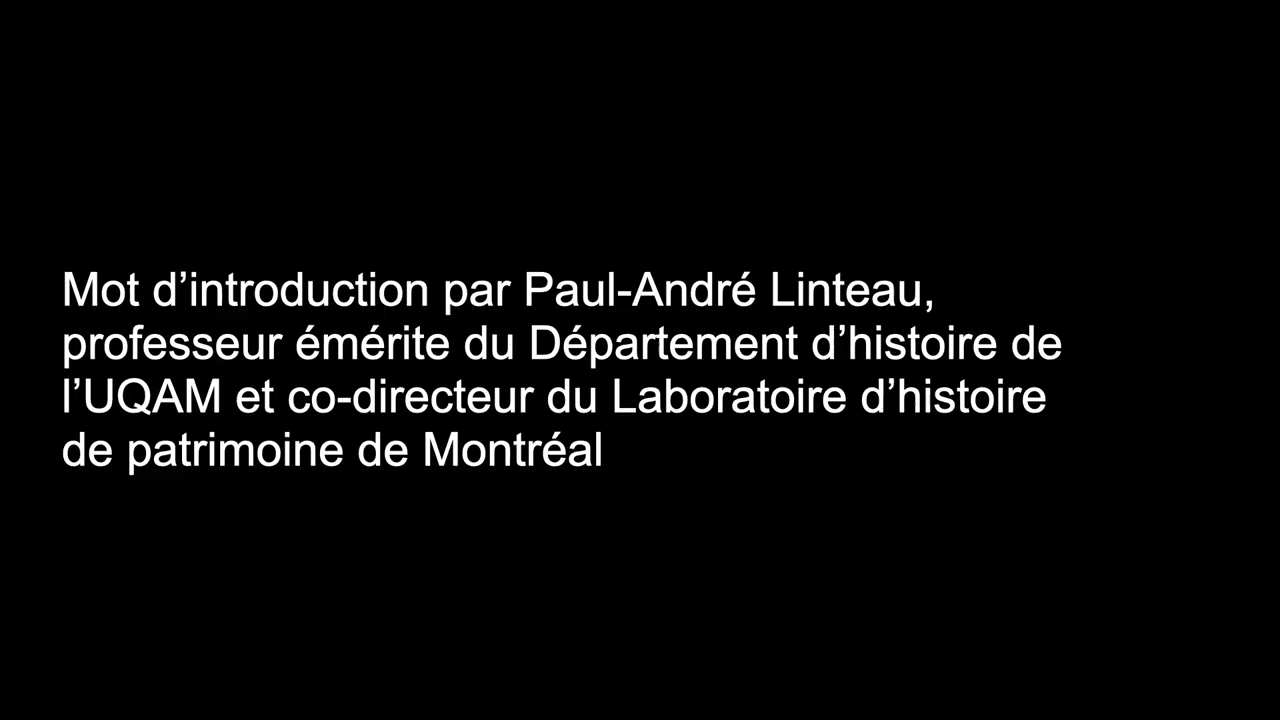 Mot d’introduction par Paul-André Linteau,
professeur émérite du Département d’histoire de
l’UQAM et co-directeur du Laboratoire d’histoire
de patrimoine de Montréal